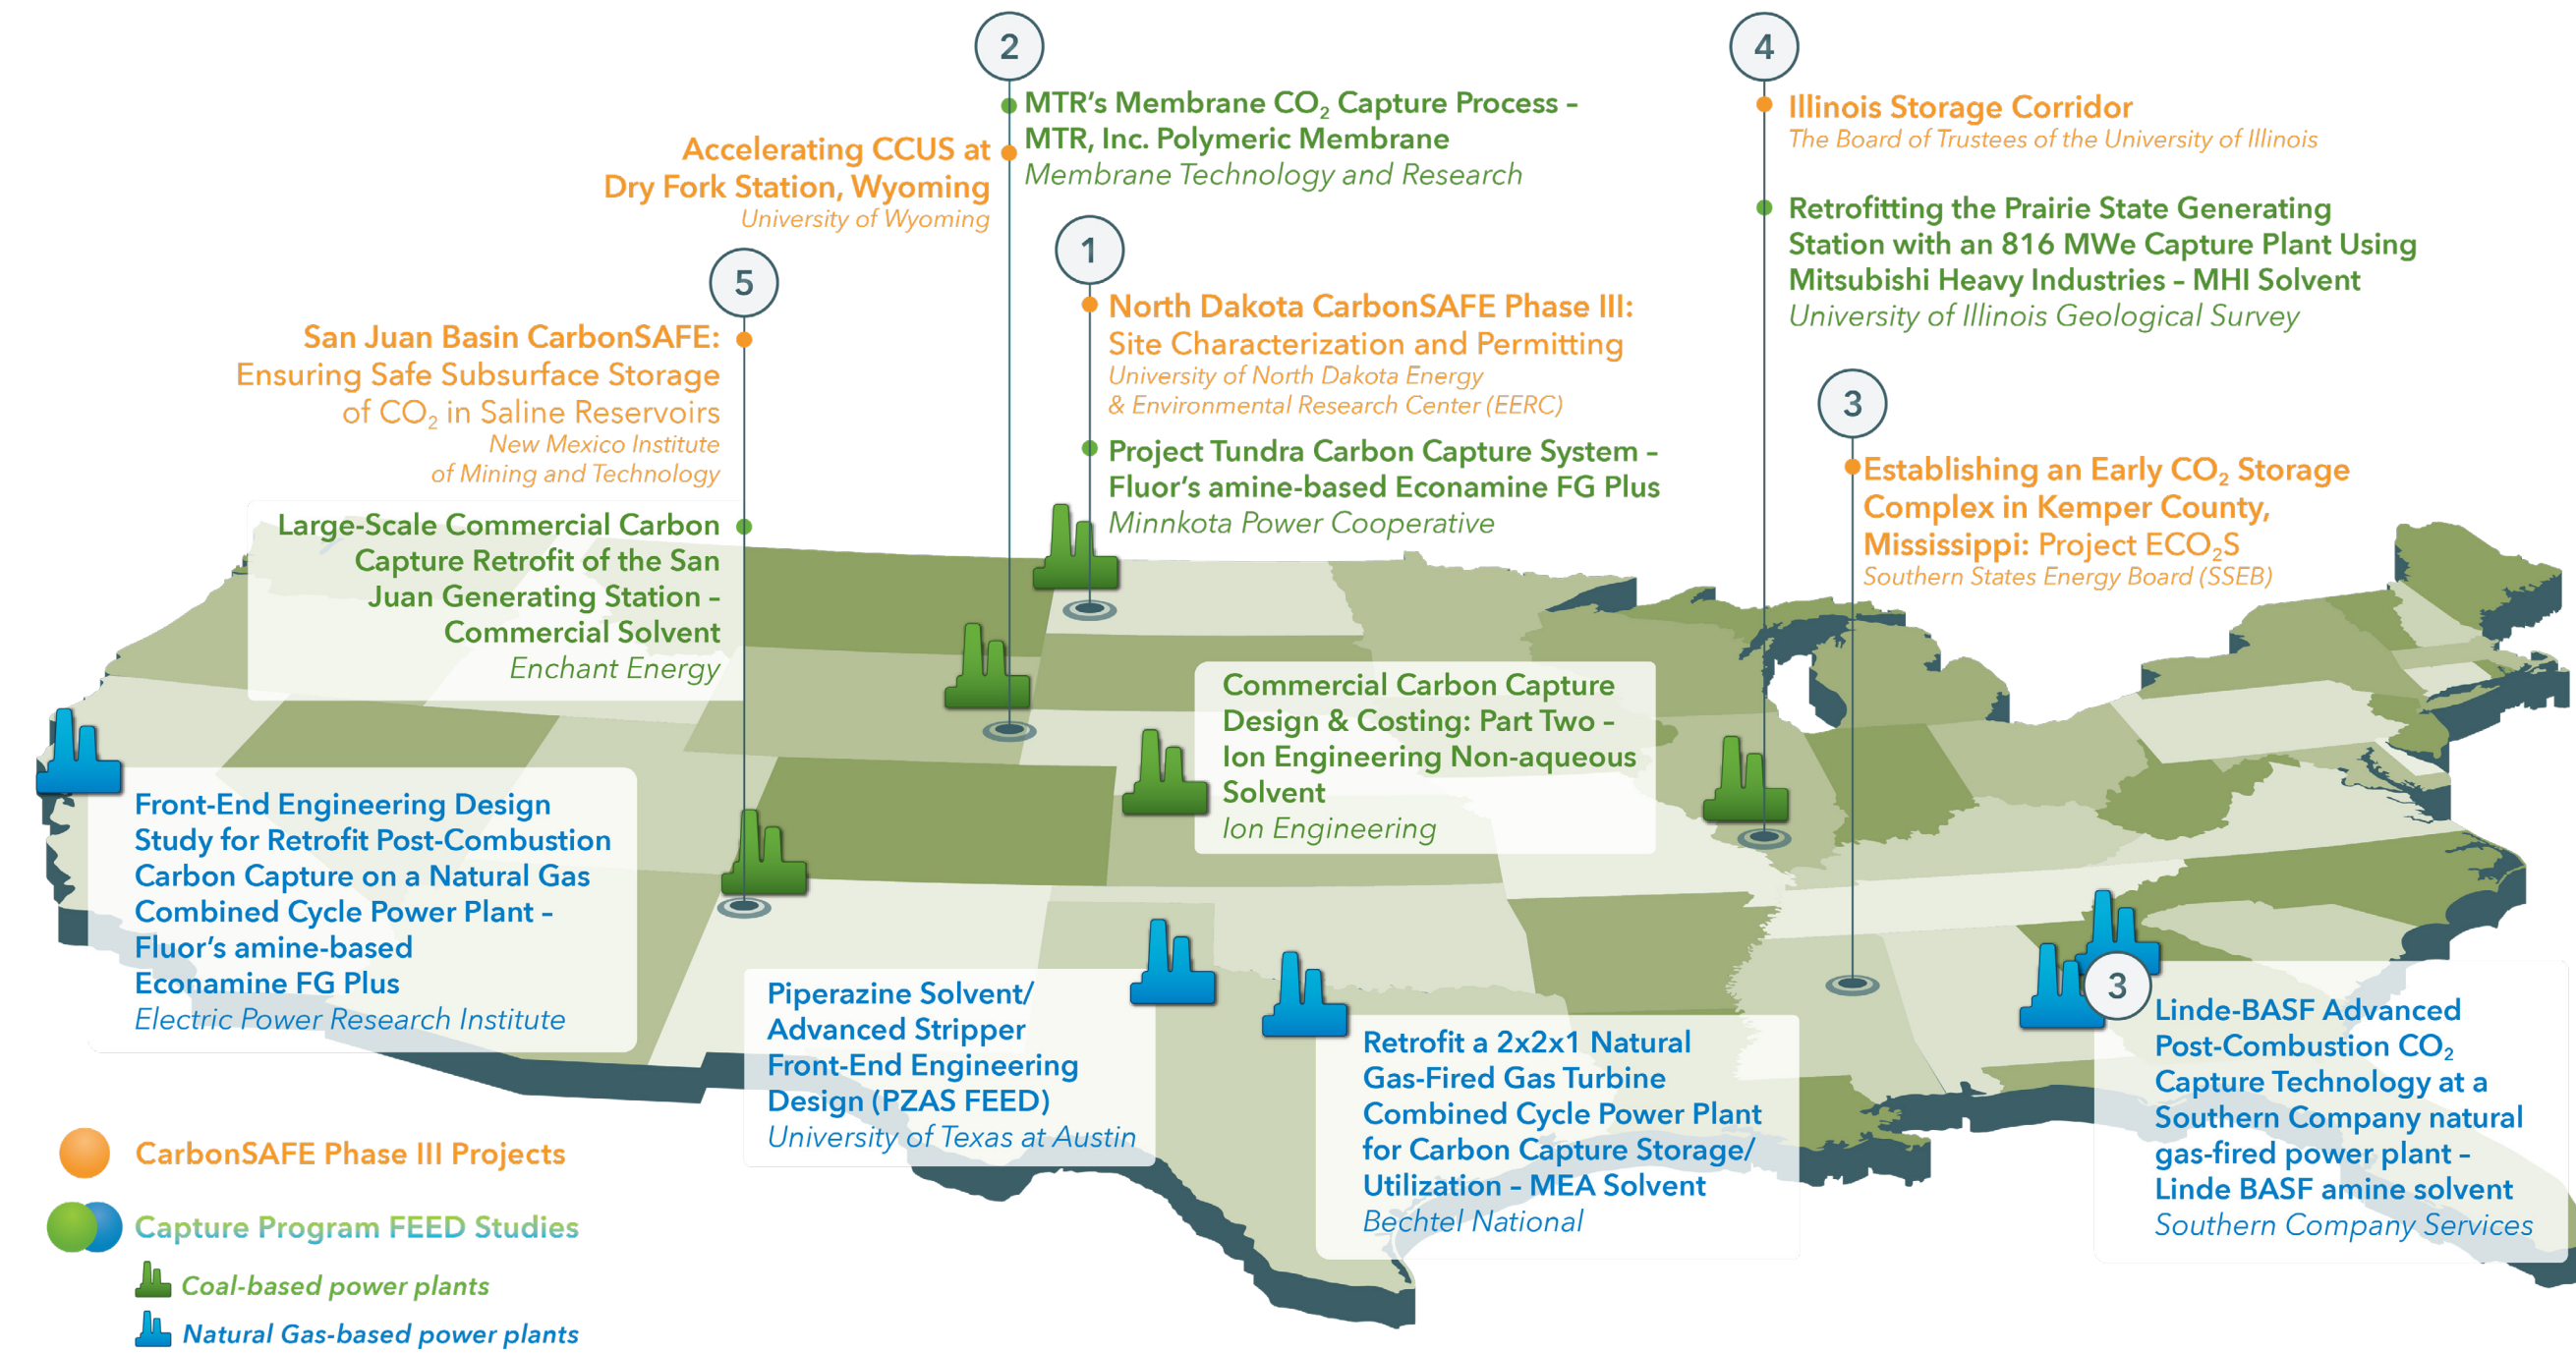 2
MTR's Membrane CO₂ Capture Process –
MTR, Inc. Polymeric Membrane
Membrane Technology and Research
Accelerating CCUS at
Dry Fork Station, Wyoming
University of Wyoming
4
Illinois Storage Corridor
The Board of Trustees of the University of Illinois
Retrofitting the Prairie State Generating
Station with an 816 MWe Capture Plant Using
Mitsubishi Heavy Industries – MHI Solvent
University of Illinois Geological Survey
5
San Juan Basin CarbonSAFE:
Ensuring Safe Subsurface Storage
of CO₂ in Saline Reservoirs
New Mexico Institute
of Mining and Technology
Large-Scale Commercial Carbon
Capture Retrofit of the San
Juan Generating Station –
Commercial Solvent
Enchant Energy
1
North Dakota CarbonSAFE Phase III:
Site Characterization and Permitting
University of North Dakota Energy
& Environmental Research Center (EERC)
Project Tundra Carbon Capture System –
Fluor's amine-based Econamine FG Plus
Minnkota Power Cooperative
3
Establishing an Early CO₂ Storage
Complex in Kemper County,
Mississippi: Project ECO₂S
Southern States Energy Board (SSEB)
Commercial Carbon Capture
Design & Costing: Part Two –
Ion Engineering Non-aqueous
Solvent
Ion Engineering
Front-End Engineering Design
Study for Retrofit Post-Combustion
Carbon Capture on a Natural Gas
Combined Cycle Power Plant –
Fluor's amine-based
Econamine FG Plus
Electric Power Research Institute
Piperazine Solvent/
Advanced Stripper
Front-End Engineering
Design (PZAS FEED)
University of Texas at Austin
Retrofit a 2x2x1 Natural
Gas-Fired Gas Turbine
Combined Cycle Power Plant
for Carbon Capture Storage/
Utilization – MEA Solvent
Bechtel National
3
Linde-BASF Advanced
Post-Combustion CO₂
Capture Technology at a
Southern Company natural
gas-fired power plant –
Linde BASF amine solvent
Southern Company Services
CarbonSAFE Phase III Projects
Capture Program FEED Studies
Coal-based power plants
Natural Gas-based power plants